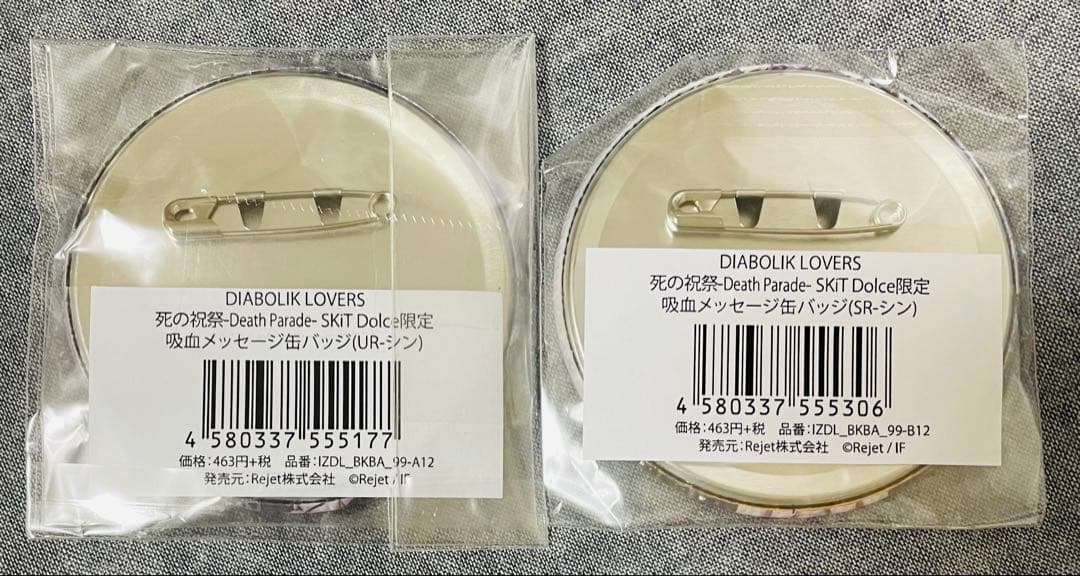 DIABOLIK LOVERS
死の祝祭-Death Parade- SKiT Dolce限定
吸血メッセージ缶バッジ(UR-シン)
4 580337 555177
価格:463円+税 品番:IZDL_BKBA_99-A12
発売元:Rejet株式会社 ©Rejet / IF
DIABOLIK LOVERS
死の祝祭-Death Parade- SKiT Dolce限定
吸血メッセージ缶バッジ(SR-シン)
4 580337 555306
価格:463円+税 品番:IZDL_BKBA_99-B12
発売元:Rejet株式会社 ©Rejet / IF